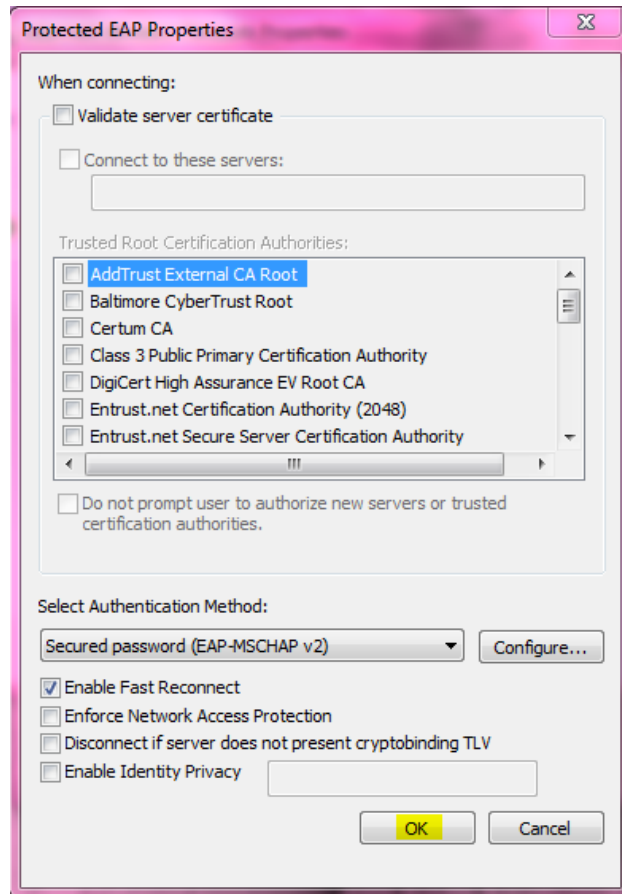 Protected EAP Properties
When connecting:
Validate server certificate
Connect to these servers:
Trusted Root Certification Authorities:
AddTrust External CA Root
Baltimore CyberTrust Root
Certum CA
Class 3 Public Primary Certification Authority
DigiCert High Assurance EV Root CA
Entrust.net Certification Authority (2048)
Entrust.net Secure Server Certification Authority
Do not prompt user to authorize new servers or trusted
certification authorities.
Select Authentication Method:
Secured password (EAP-MSCHAP v2) Configure...
Enable Fast Reconnect
Enforce Network Access Protection
Disconnect if server does not present cryptobinding TLV
Enable Identity Privacy
OK Cancel